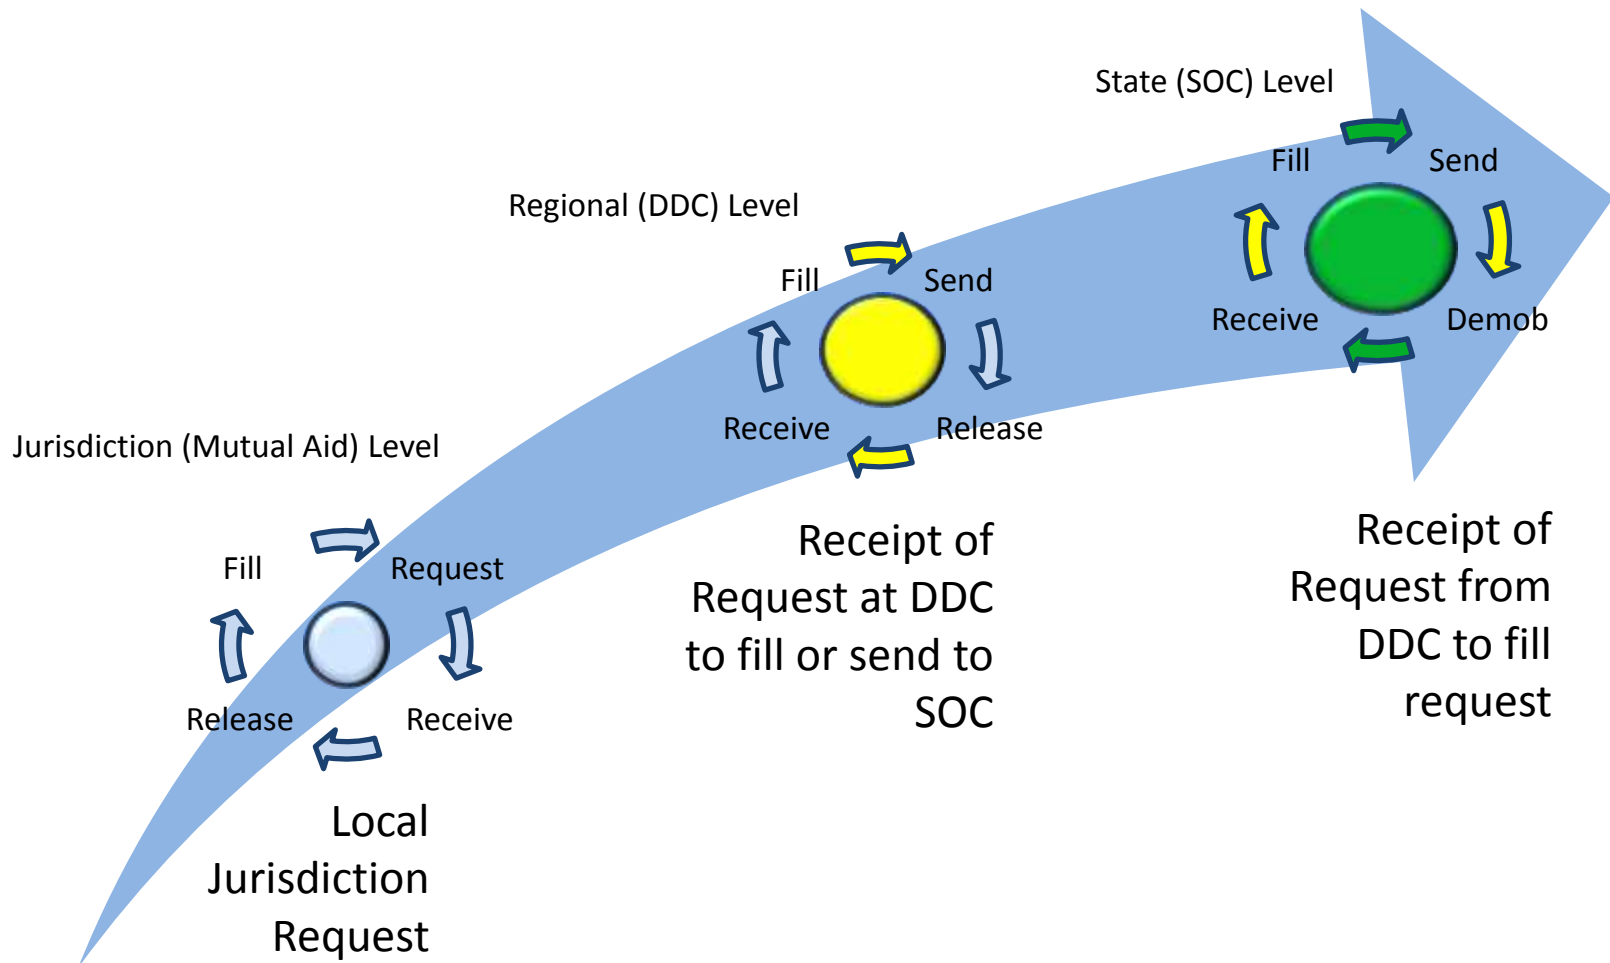 Jurisdiction (Mutual Aid) Level
Fill
Request
Release
Receive
Local
Jurisdiction
Request
Regional (DDC) Level
Fill
Send
Receive
Release
Receipt of
Request at DDC
to fill or send to
SOC
State (SOC) Level
Fill
Send
Receive
Demob
Receipt of
Request from
DDC to fill
request